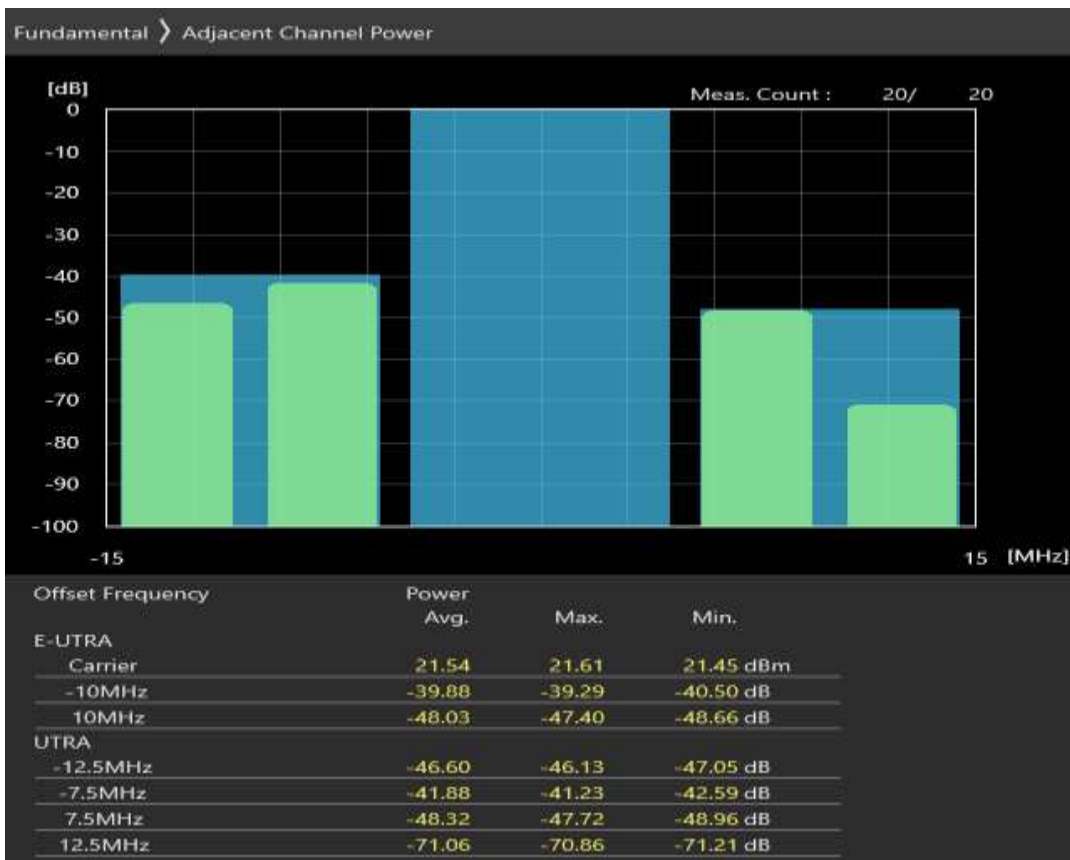 Fundamental ❯ Adjacent Channel Power
[dB]
Meas. Count : 20/ 20
0
-10
-20
-30
-40
-50
-60
-70
-80
-90
-100
-15 15 [MHz]
Offset Frequency Power
Avg. Max. Min.
E-UTRA
Carrier 21.54 21.61 21.45 dBm
-10MHz -39.88 -39.29 -40.50 dB
10MHz -48.03 -47.40 -48.66 dB
UTRA
-12.5MHz -46.60 -46.13 -47.05 dB
-7.5MHz -41.88 -41.23 -42.59 dB
7.5MHz -48.32 -47.72 -48.96 dB
12.5MHz -71.06 -70.86 -71.21 dB